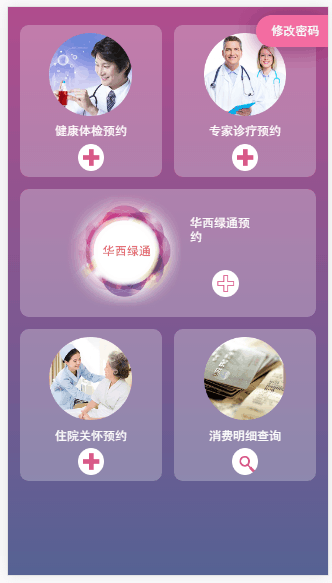 修改密码
健康体检预约
专家诊疗预约
华西绿通
华西绿通预
约
住院关怀预约
消费明细查询